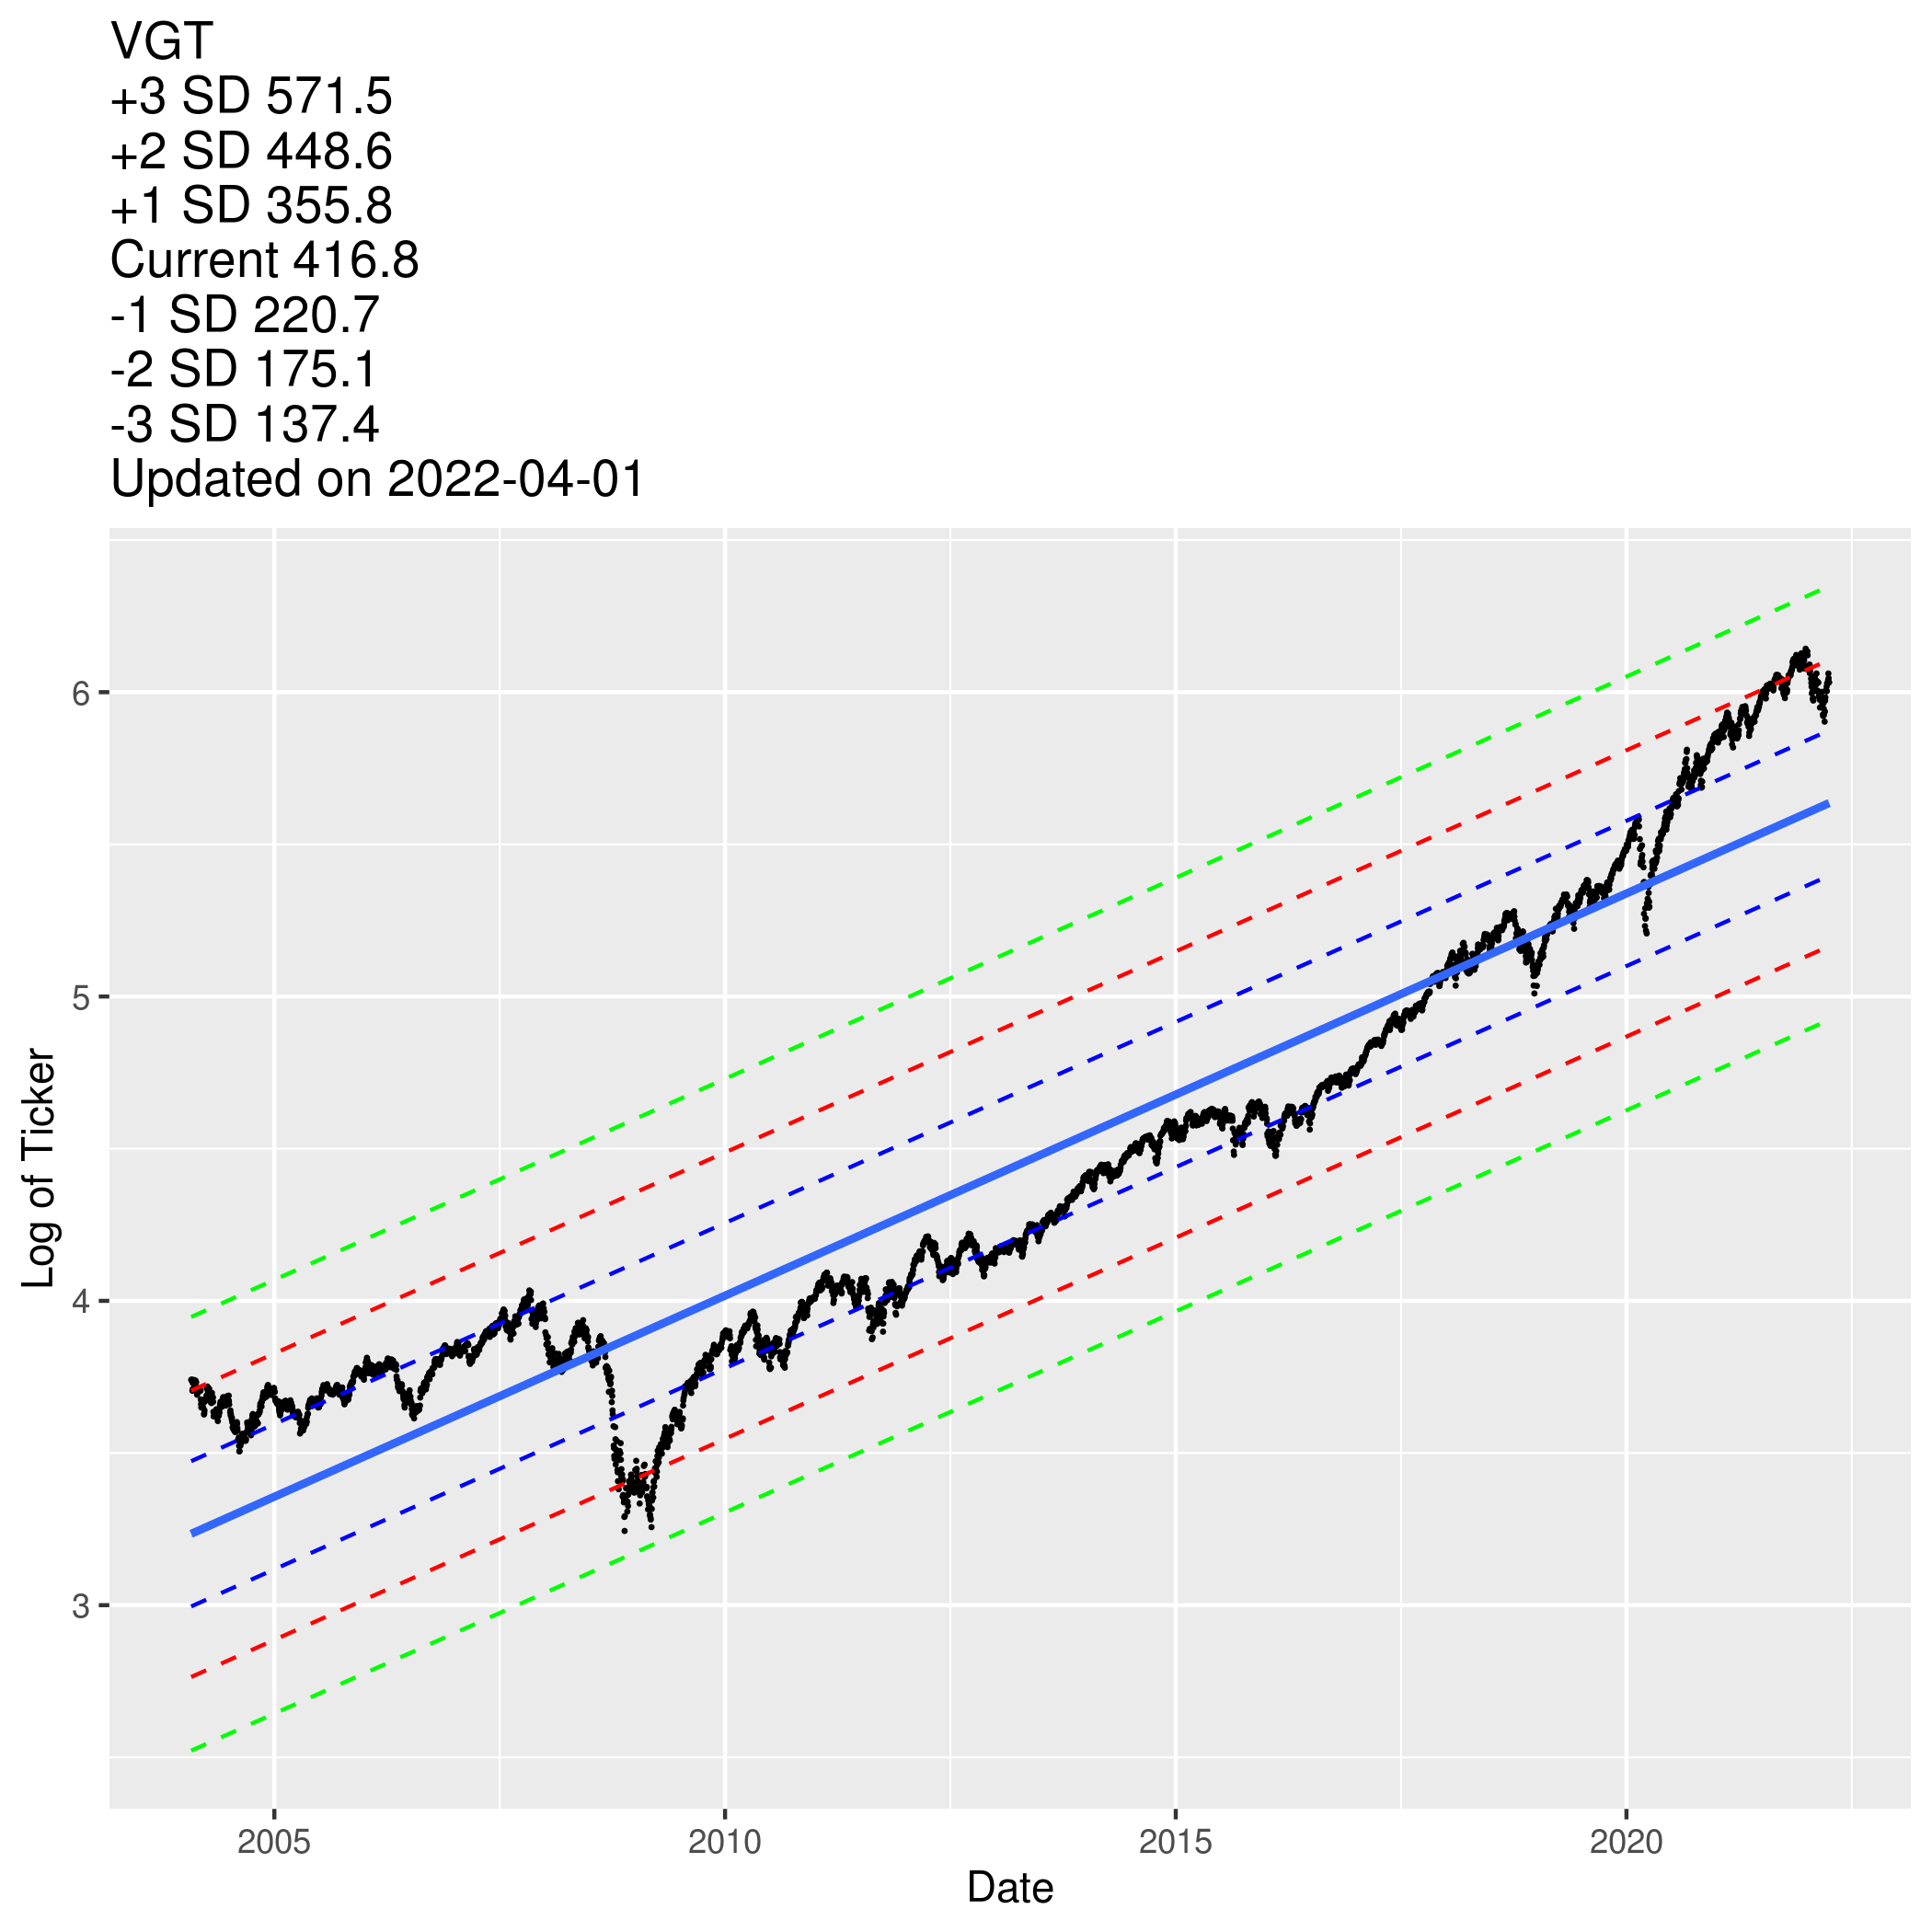 VGT
+3 SD 571.5
+2 SD 448.6
+1 SD 355.8
Current 416.8
-1 SD 220.7
-2 SD 175.1
-3 SD 137.4
Updated on 2022-04-01
6
5
4
3
Log of Ticker
2005 2010 2015 2020
Date